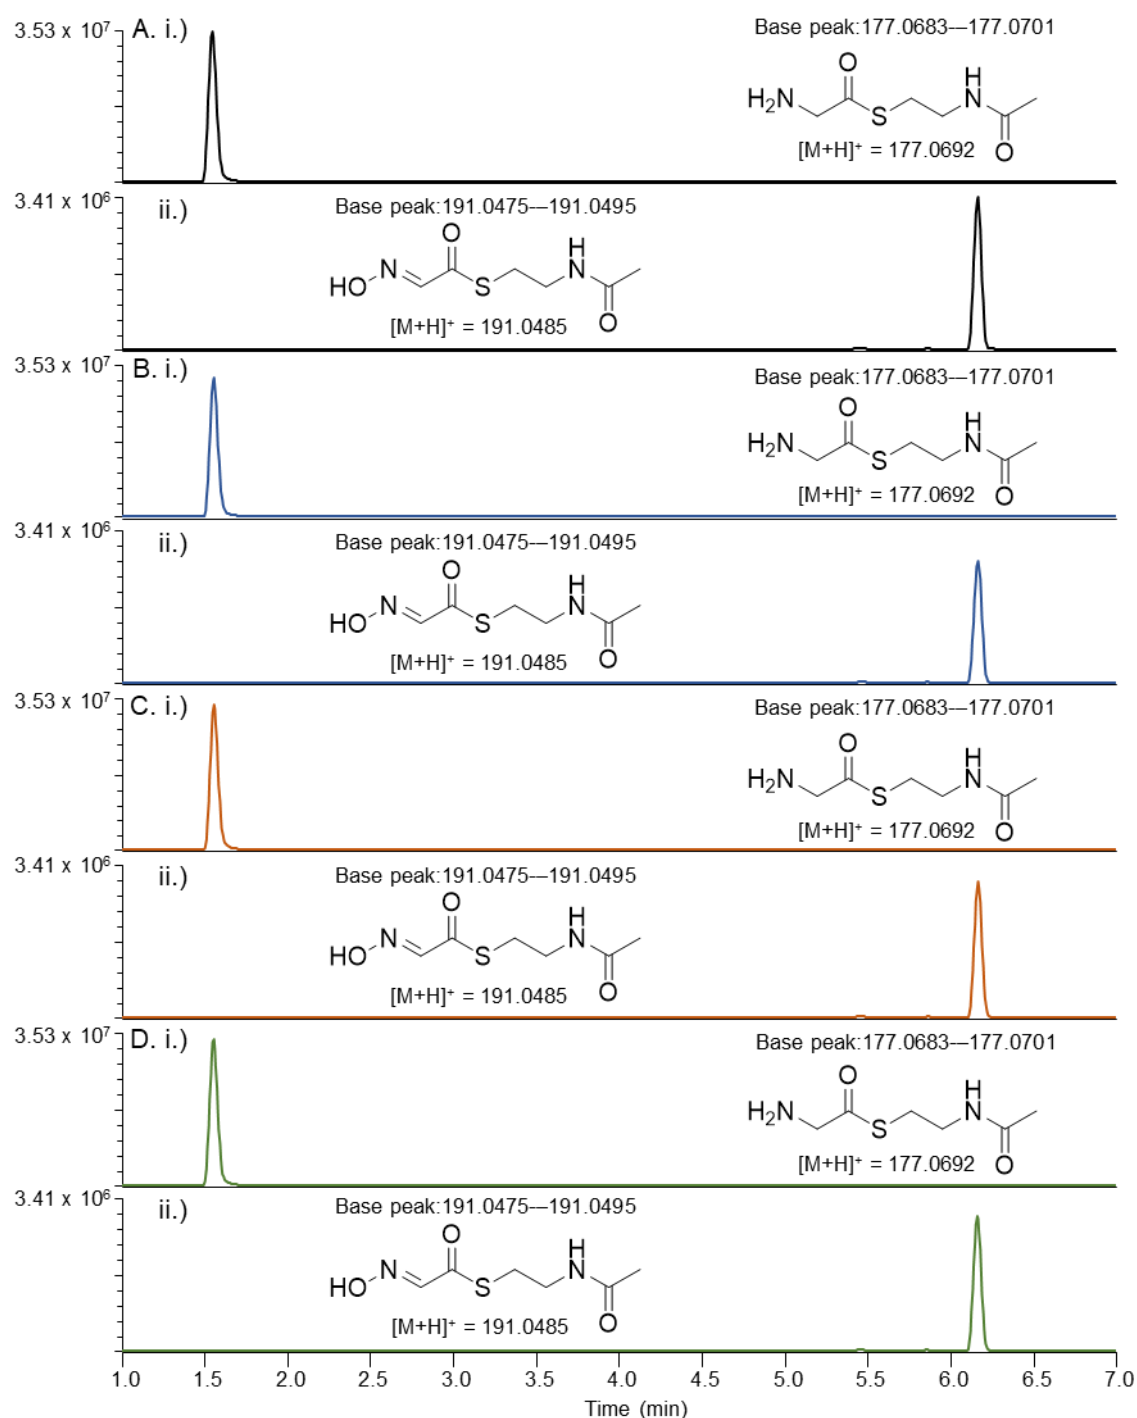 3.53 x 10⁷
A. i.)
Base peak:177.0683-–177.0701
O
H₂N
S
H
N
O
[M+H]⁺ = 177.0692
3.41 x 10⁶
ii.)
Base peak:191.0475-–191.0495
O
HO
N
S
H
N
O
[M+H]⁺ = 191.0485
3.53 x 10⁷
B. i.)
Base peak:177.0683-–177.0701
O
H₂N
S
H
N
O
[M+H]⁺ = 177.0692
3.41 x 10⁶
ii.)
Base peak:191.0475-–191.0495
O
HO
N
S
H
N
O
[M+H]⁺ = 191.0485
3.53 x 10⁷
C. i.)
Base peak:177.0683-–177.0701
O
H₂N
S
H
N
O
[M+H]⁺ = 177.0692
3.41 x 10⁶
ii.)
Base peak:191.0475-–191.0495
O
HO
N
S
H
N
O
[M+H]⁺ = 191.0485
3.53 x 10⁷
D. i.)
Base peak:177.0683-–177.0701
O
H₂N
S
H
N
O
[M+H]⁺ = 177.0692
3.41 x 10⁶
ii.)
Base peak:191.0475-–191.0495
O
HO
N
S
H
N
O
[M+H]⁺ = 191.0485
1.0 1.5 2.0 2.5 3.0 3.5 4.0 4.5 5.0 5.5 6.0 6.5 7.0
Time (min)